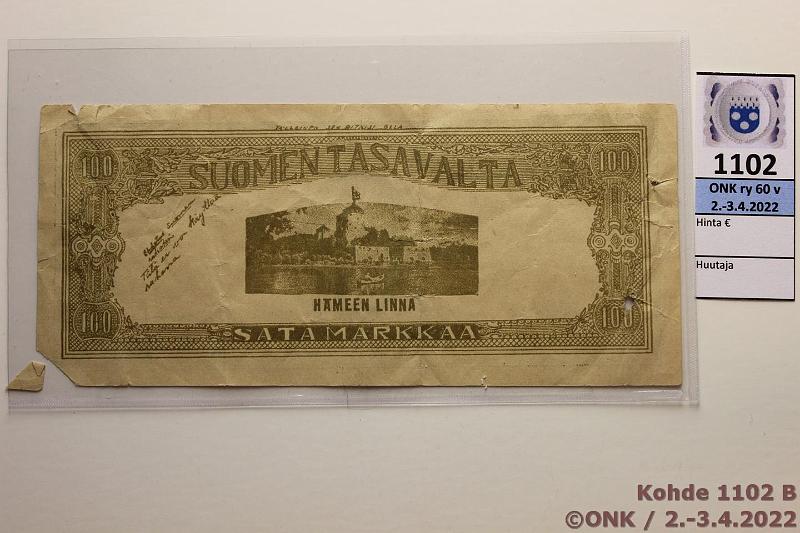 100
SUOMEN TASAVALTA
100
HÄMEEN LINNA
100
SATA MARKKAA
100
1102
ONK ry 60 v
2.-3.4.2022
Hinta €
Huutaja
Kohde 1102 B
©ONK / 2.-3.4.2022